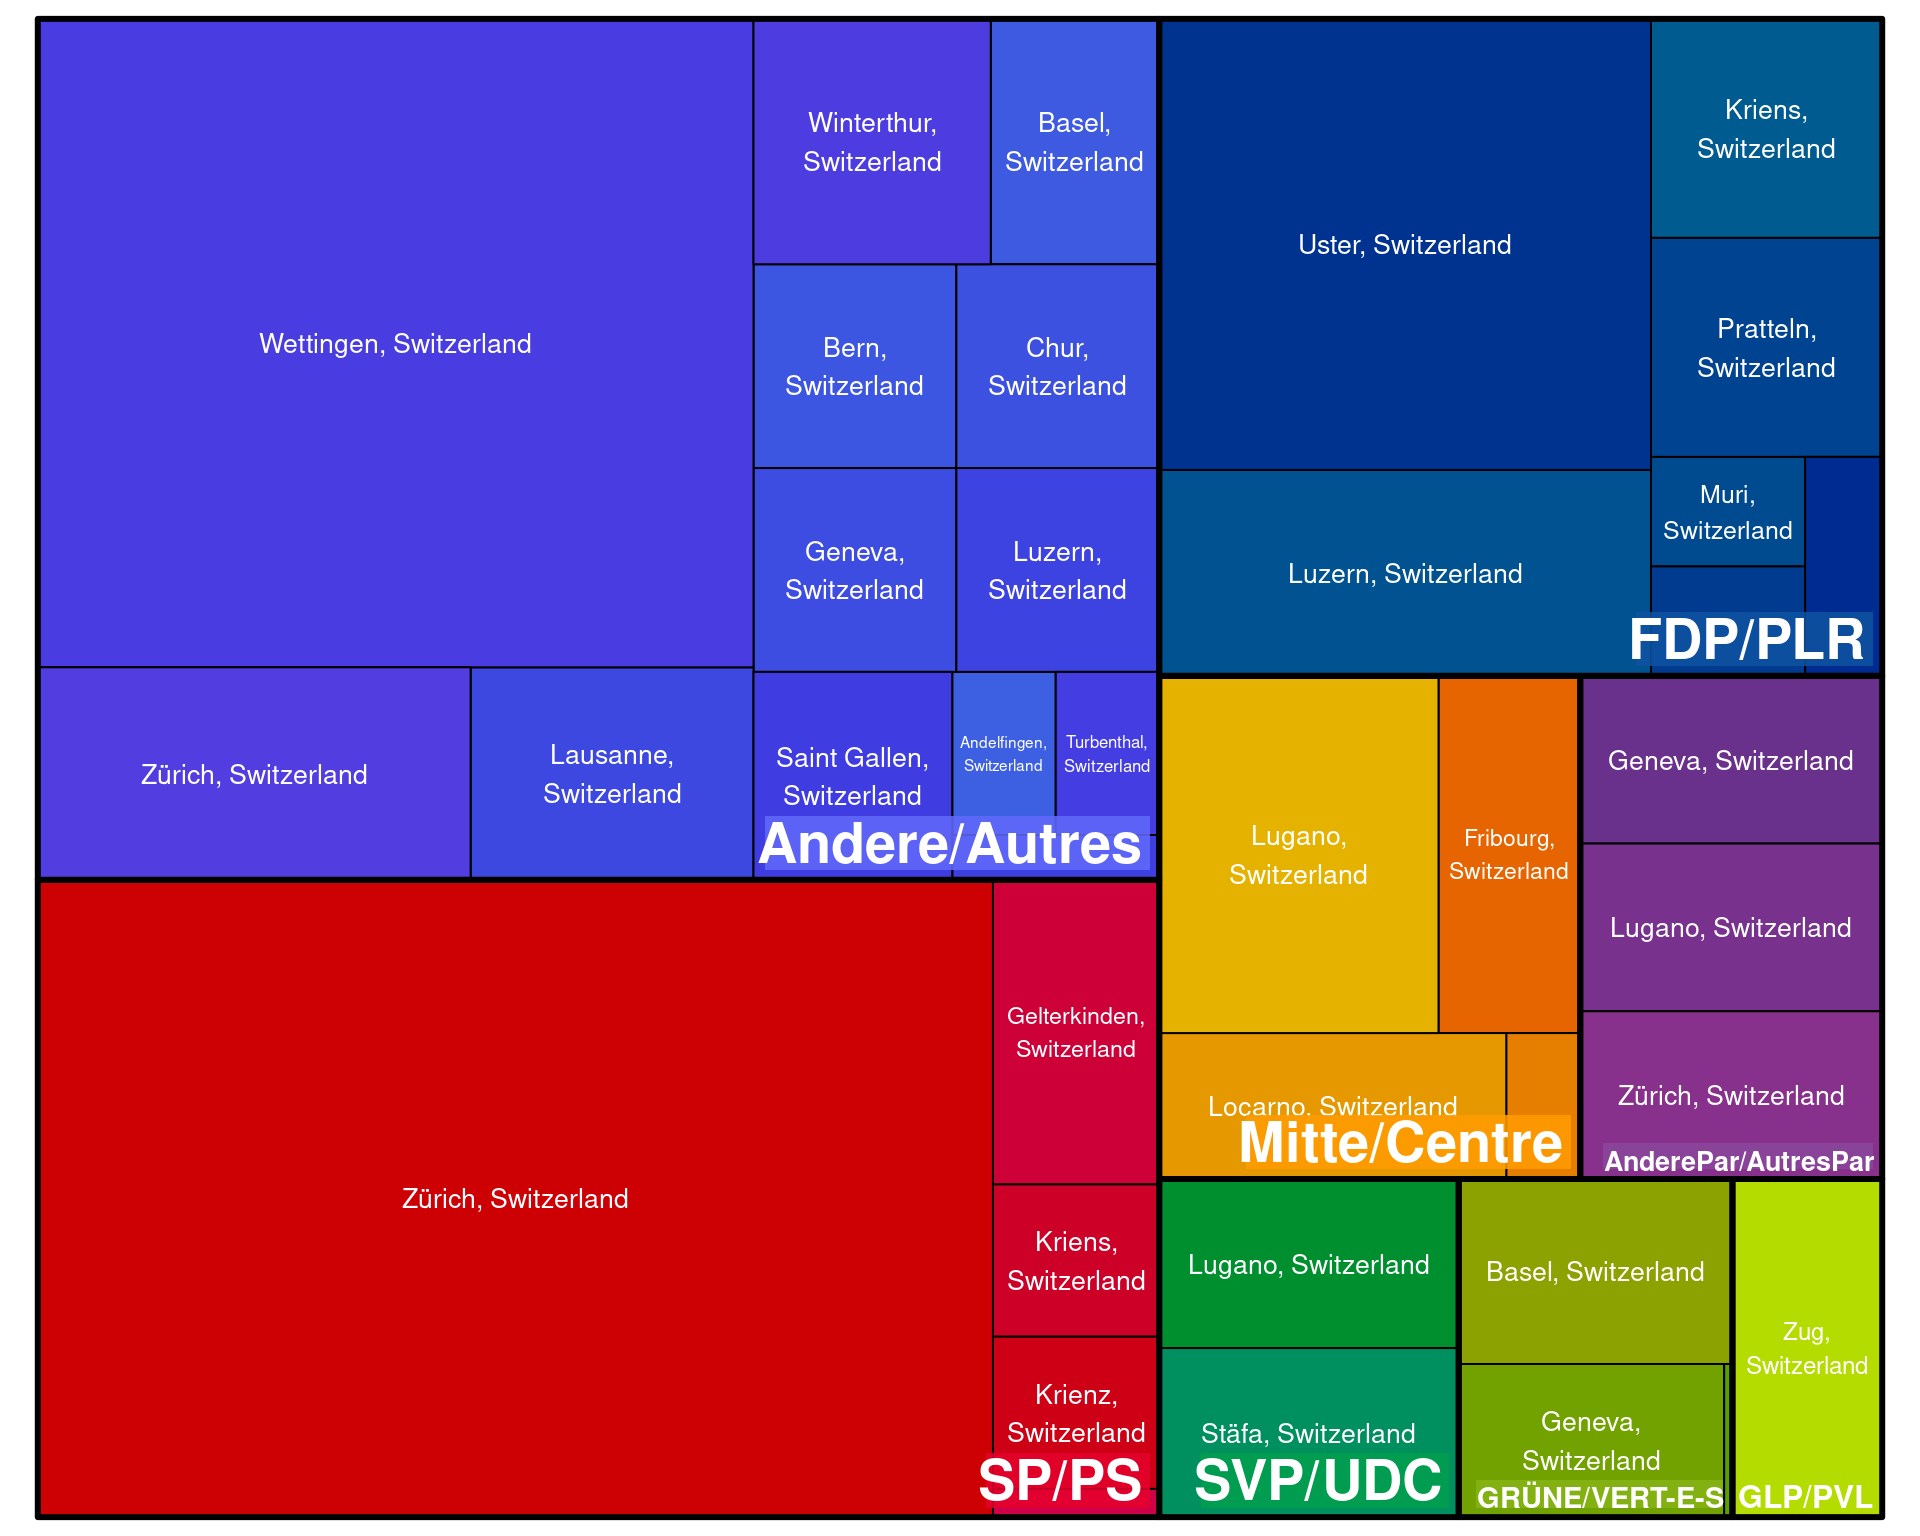 Wettingen, Switzerland
Winterthur,
Switzerland
Basel,
Switzerland
Bern,
Switzerland
Chur,
Switzerland
Geneva,
Switzerland
Luzern,
Switzerland
Zürich, Switzerland
Lausanne,
Switzerland
Saint Gallen,
Switzerland
Andelfingen,
Switzerland
Turbenthal,
Switzerland
Andere/Autres
Uster, Switzerland
Kriens,
Switzerland
Pratteln,
Switzerland
Luzern, Switzerland
Muri,
Switzerland
FDP/PLR
Zürich, Switzerland
Gelterkinden,
Switzerland
Kriens,
Switzerland
Krienz,
Switzerland
SP/PS
Lugano,
Switzerland
Fribourg,
Switzerland
Locarno, Switzerland
Mitte/Centre
Geneva, Switzerland
Lugano, Switzerland
Zürich, Switzerland
AnderePar/AutresPar
Lugano, Switzerland
Stäfa, Switzerland
SVP/UDC
Basel, Switzerland
Geneva,
Switzerland
GRÜNE/VERT-E-S
Zug,
Switzerland
GLP/PVL